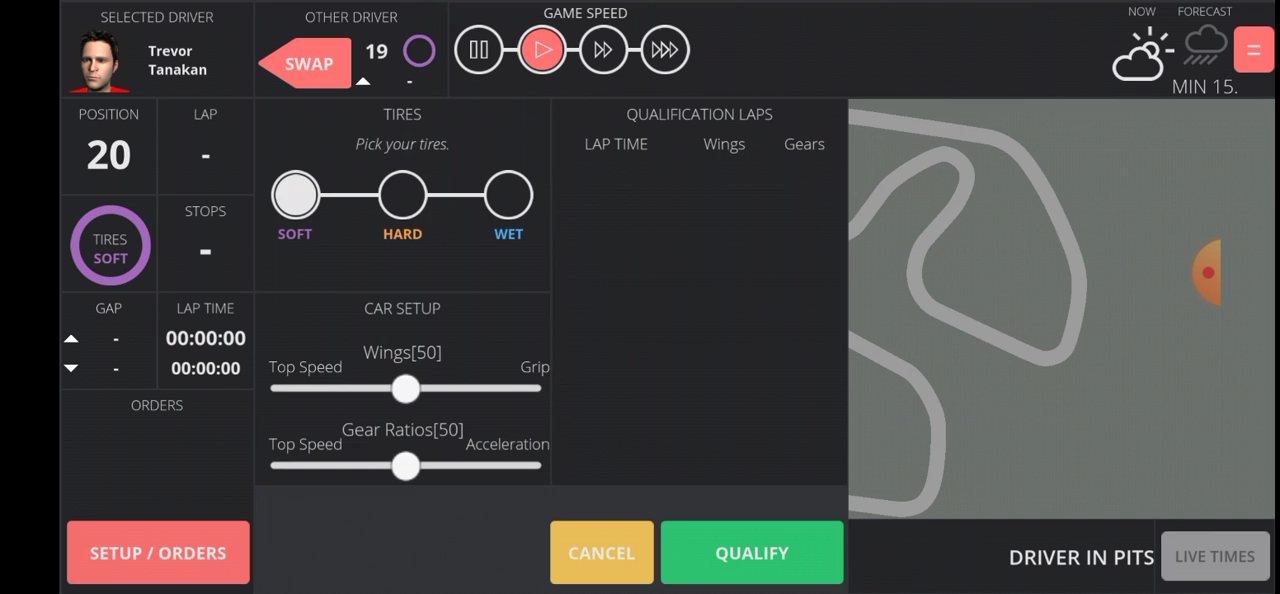 SELECTED DRIVER
Trevor
Tanakan
OTHER DRIVER
SWAP
19
-
GAME SPEED
NOW
FORECAST
MIN 15.
POSITION
20
LAP
-
TIRES
SOFT
STOPS
-
GAP
-
-
LAP TIME
00:00:00
00:00:00
ORDERS
SETUP / ORDERS
TIRES
Pick your tires.
SOFT
HARD
WET
CAR SETUP
Wings[50]
Top Speed
Grip
Gear Ratios[50]
Top Speed
Acceleration
QUALIFICATION LAPS
LAP TIME Wings Gears
CANCEL
QUALIFY
DRIVER IN PITS
LIVE TIMES